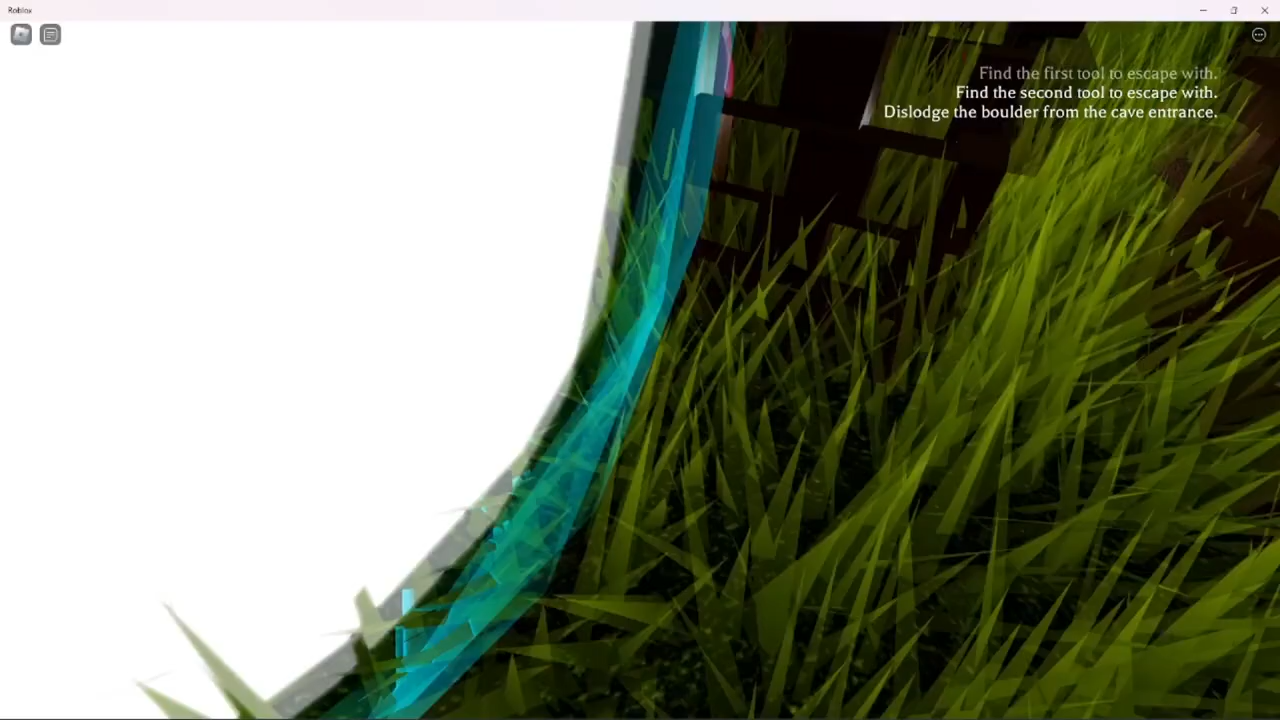 Roblox
Find the first tool to escape with.
Find the second tool to escape with.
Dislodge the boulder from the cave entrance.